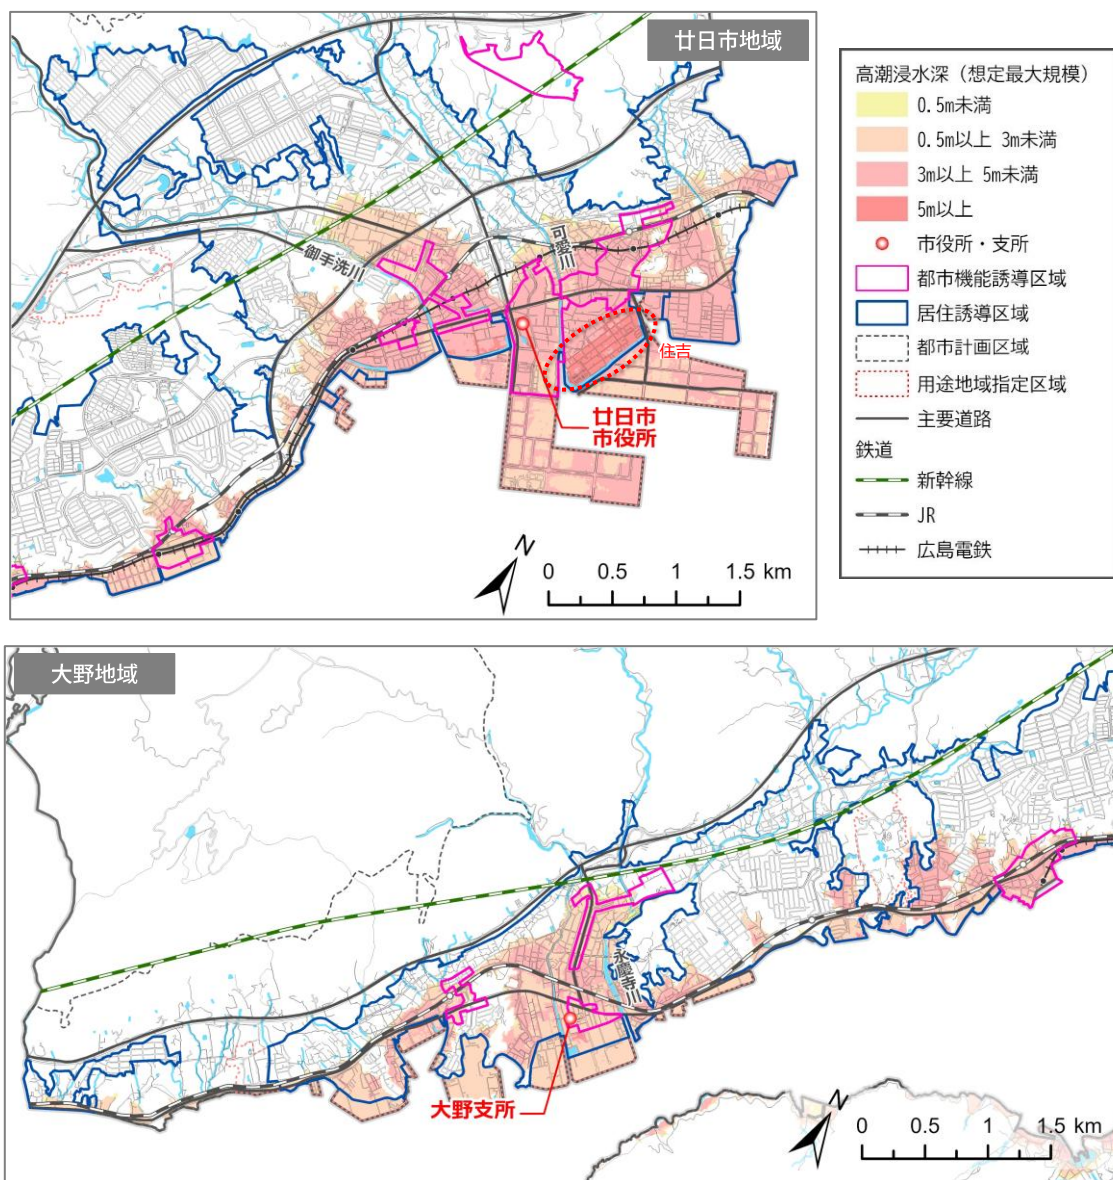 廿日市地域
御手洗川
可愛川
住吉
廿日市
市役所
N
0 0.5 1 1.5 km
高潮浸水深（想定最大規模）
0.5m未満
0.5m以上 3m未満
3m以上 5m未満
5m以上
市役所・支所
都市機能誘導区域
居住誘導区域
都市計画区域
用途地域指定区域
主要道路
鉄道
新幹線
JR
広島電鉄
大野地域
永慶寺川
大野支所
N
0 0.5 1 1.5 km